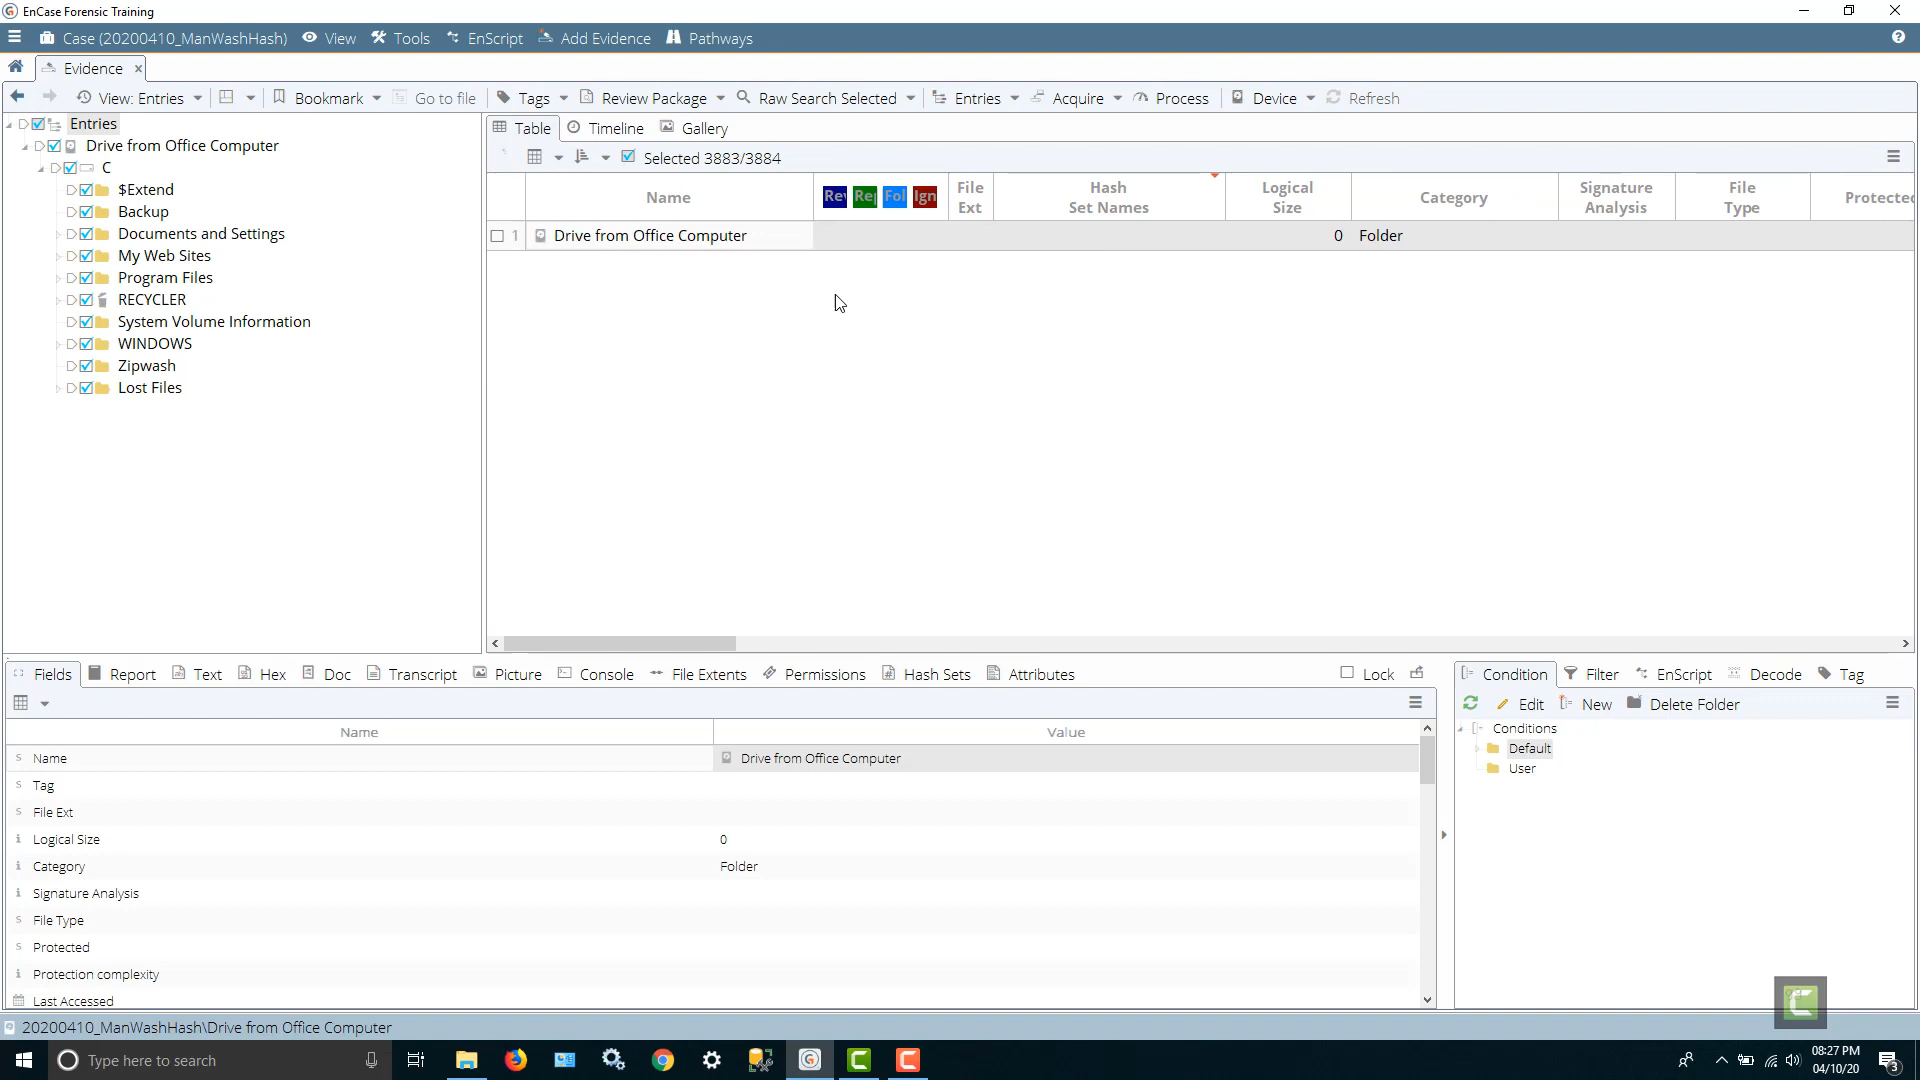 EnCase Forensic Training
Case (20200410_ManWashHash) View Tools EnScript Add Evidence Pathways
Evidence
View: Entries Bookmark Go to file Tags Review Package Raw Search Selected Entries Acquire Process Device Refresh
Entries
Drive from Office Computer
C
$Extend
Backup
Documents and Settings
My Web Sites
Program Files
RECYCLER
System Volume Information
WINDOWS
Zipwash
Lost Files
Table Timeline Gallery
Selected 3883/3884
Name Rev Rep Fol Ign File Ext Hash Set Names Logical Size Category Signature Analysis File Type Protected
1 Drive from Office Computer 0 Folder
Fields Report Text Hex Doc Transcript Picture Console File Extents Permissions Hash Sets Attributes Lock
Name Value
Name Drive from Office Computer
Tag
File Ext
Logical Size 0
Category Folder
Signature Analysis
File Type
Protected
Protection complexity
Last Accessed
Condition Filter EnScript Decode Tag
Edit New Delete Folder
Conditions
Default
User
20200410_ManWashHash\Drive from Office Computer
Type here to search
08:27 PM
04/10/20
3